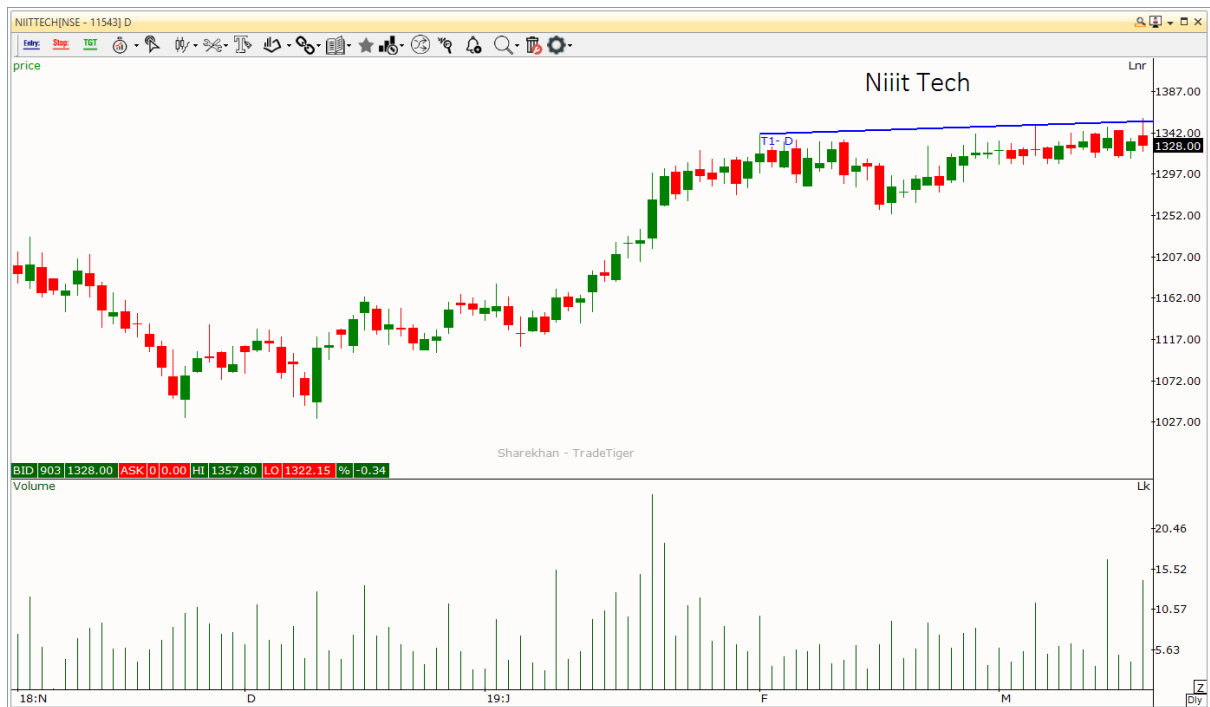 NIITTECH[NSE - 11543] D
Entry: Stop: TGT
price
Lnr
Niiit Tech
1387.00
T1- D
1342.00
1328.00
1297.00
1252.00
1207.00
1162.00
1117.00
1072.00
1027.00
Sharekhan - TradeTiger
BID 903 1328.00 ASK 0 0.00 HI 1357.80 LO 1322.15 % -0.34
Volume
Lk
20.46
15.52
10.57
5.63
18:N D 19:J F M
Z
Dly